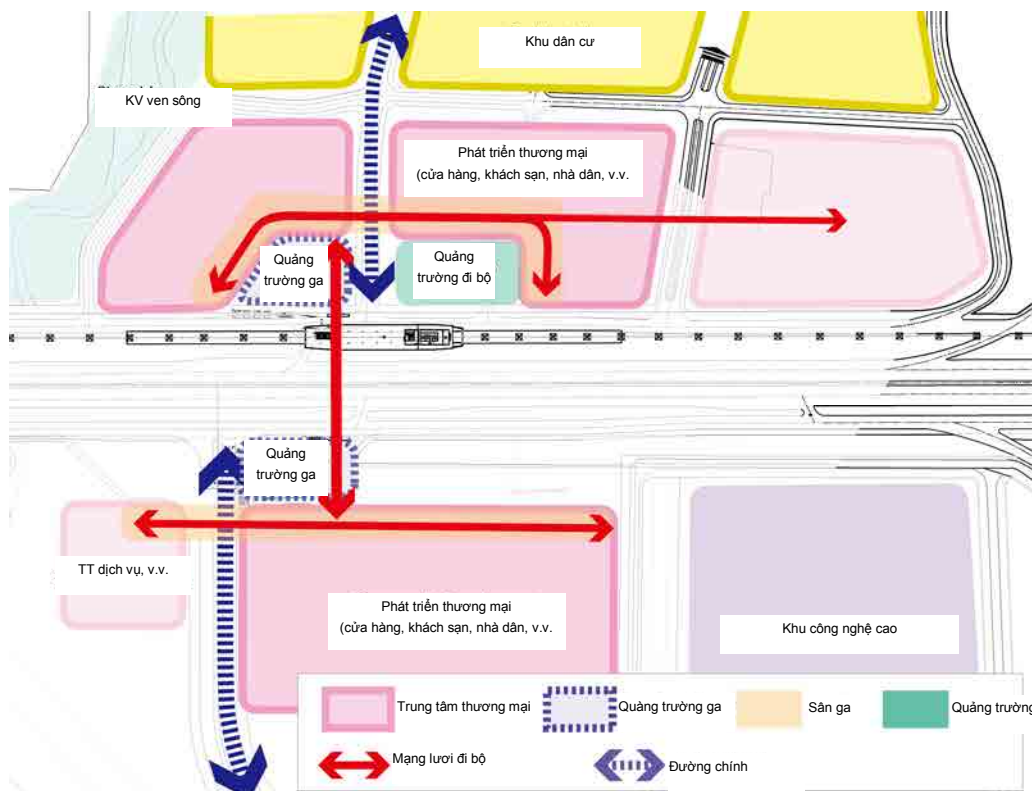 Khu dân cư
KV ven sông
Phát triển thương mại
(cửa hàng, khách sạn, nhà dân, v.v.
Quảng
trường ga
Quảng
trường đi bộ
Quảng
trường ga
TT dịch vụ, v.v.
Phát triển thương mại
(cửa hàng, khách sạn, nhà dân, v.v.
Khu công nghệ cao
Trung tâm thương mại
Quàng trường ga
Sân ga
Quảng trường
Mạng lươi đi bộ
Đường chính